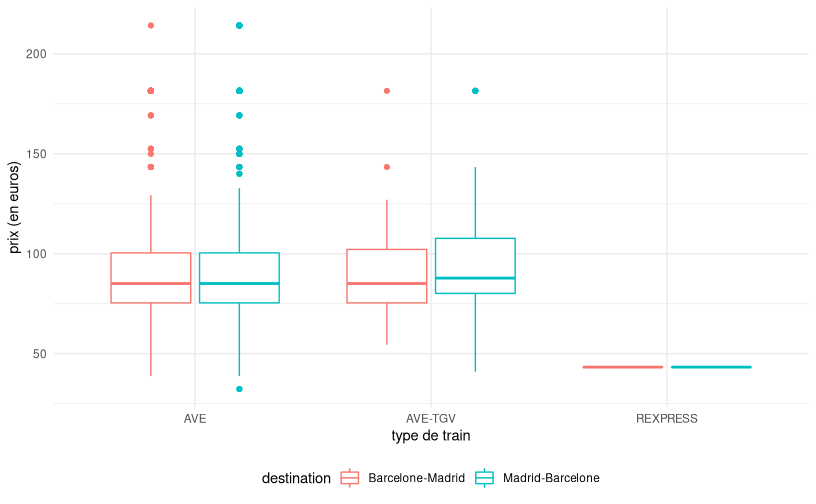 200
150
100
50
prix (en euros)
AVE AVE-TGV REXPRESS
type de train
destination Barcelone-Madrid Madrid-Barcelone